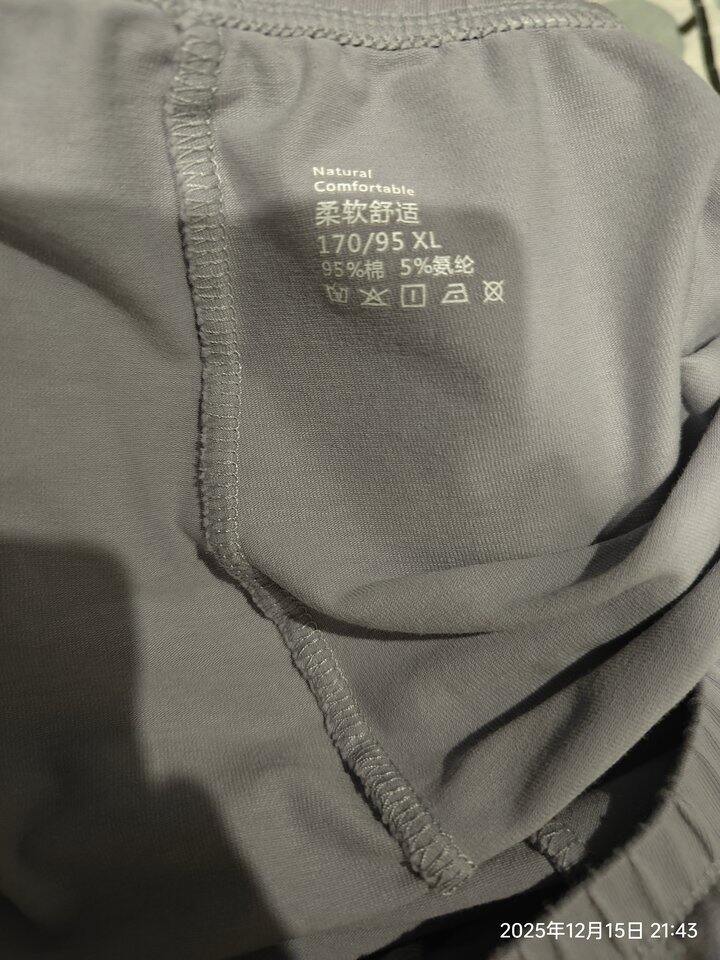 Natural
Comfortable
柔软舒适
170/95 XL
95%棉 5%氨纶
2025年12月15日 21:43